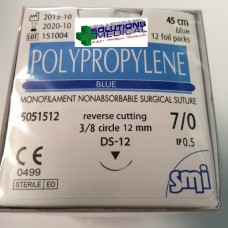 2015-10
2020-10
LOT 151004
SOLUTIONS
MEDICAL
45 cm
blue
12 foil packs
POLYPROPYLENE
BLUE
MONOFILAMENT NONABSORBABLE SURGICAL SUTURE
5051512
reverse cutting
3/8 circle 12 mm
DS-12
7/0
EP 0.5
CE
0499
STERILE EO
smi